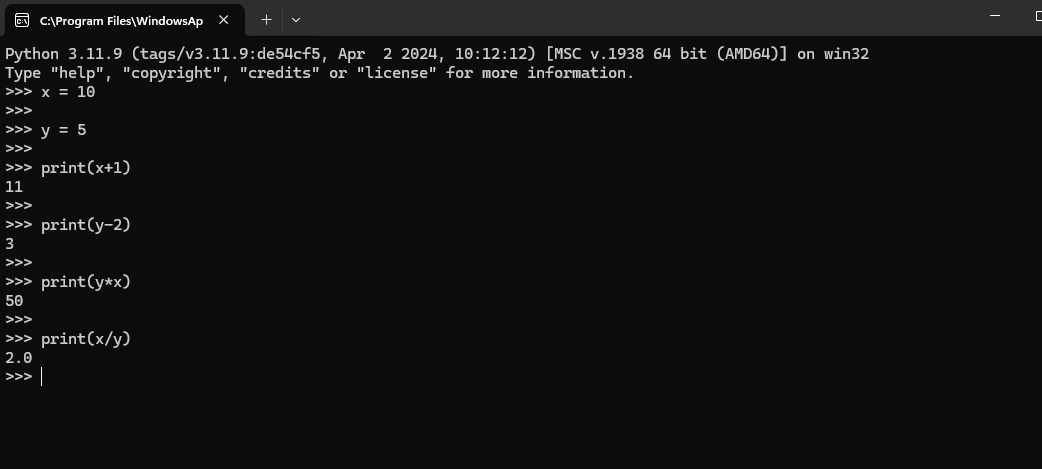 C:\Program Files\WindowsAp
Python 3.11.9 (tags/v3.11.9:de54cf5, Apr  2 2024, 10:12:12) [MSC v.1938 64 bit (AMD64)] on win32
Type "help", "copyright", "credits" or "license" for more information.
>>> x = 10
>>>
>>> y = 5
>>>
>>> print(x+1)
11
>>>
>>> print(y-2)
3
>>>
>>> print(y*x)
50
>>>
>>> print(x/y)
2.0
>>>